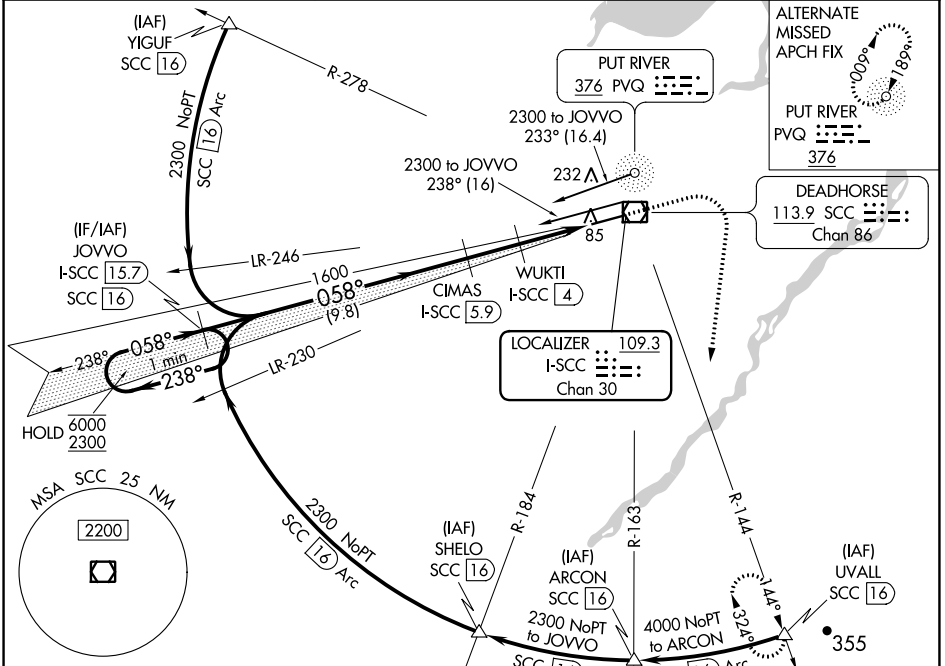 (IAF)
YIGUF
SCC 16
R-278
2300 NoPT
SCC 16 Arc
PUT RIVER
376 PVQ
2300 to JOVVO
233° (16.4)
2300 to JOVVO
238° (16)
232
85
ALTERNATE
MISSED
APCH FIX
009°
189°
PUT RIVER
PVQ
376
DEADHORSE
113.9 SCC
Chan 86
(IF/IAF)
JOVVO
I-SCC 15.7
SCC 16
LR-246
1600
058°
(9.8)
CIMAS
I-SCC 5.9
WUKTI
I-SCC 4
LOCALIZER 109.3
I-SCC
Chan 30
238°
058°
1 min
238°
LR-230
HOLD 6000
2300
MSA SCC 25 NM
2200
2300 NoPT
SCC 16 Arc
R-184
R-163
R-144
(IAF)
SHELO
SCC 16
(IAF)
ARCON
SCC 16
(IAF)
UVALL
SCC 16
144°
324°
355
2300 NoPT
to JOVVO
4000 NoPT
to ARCON